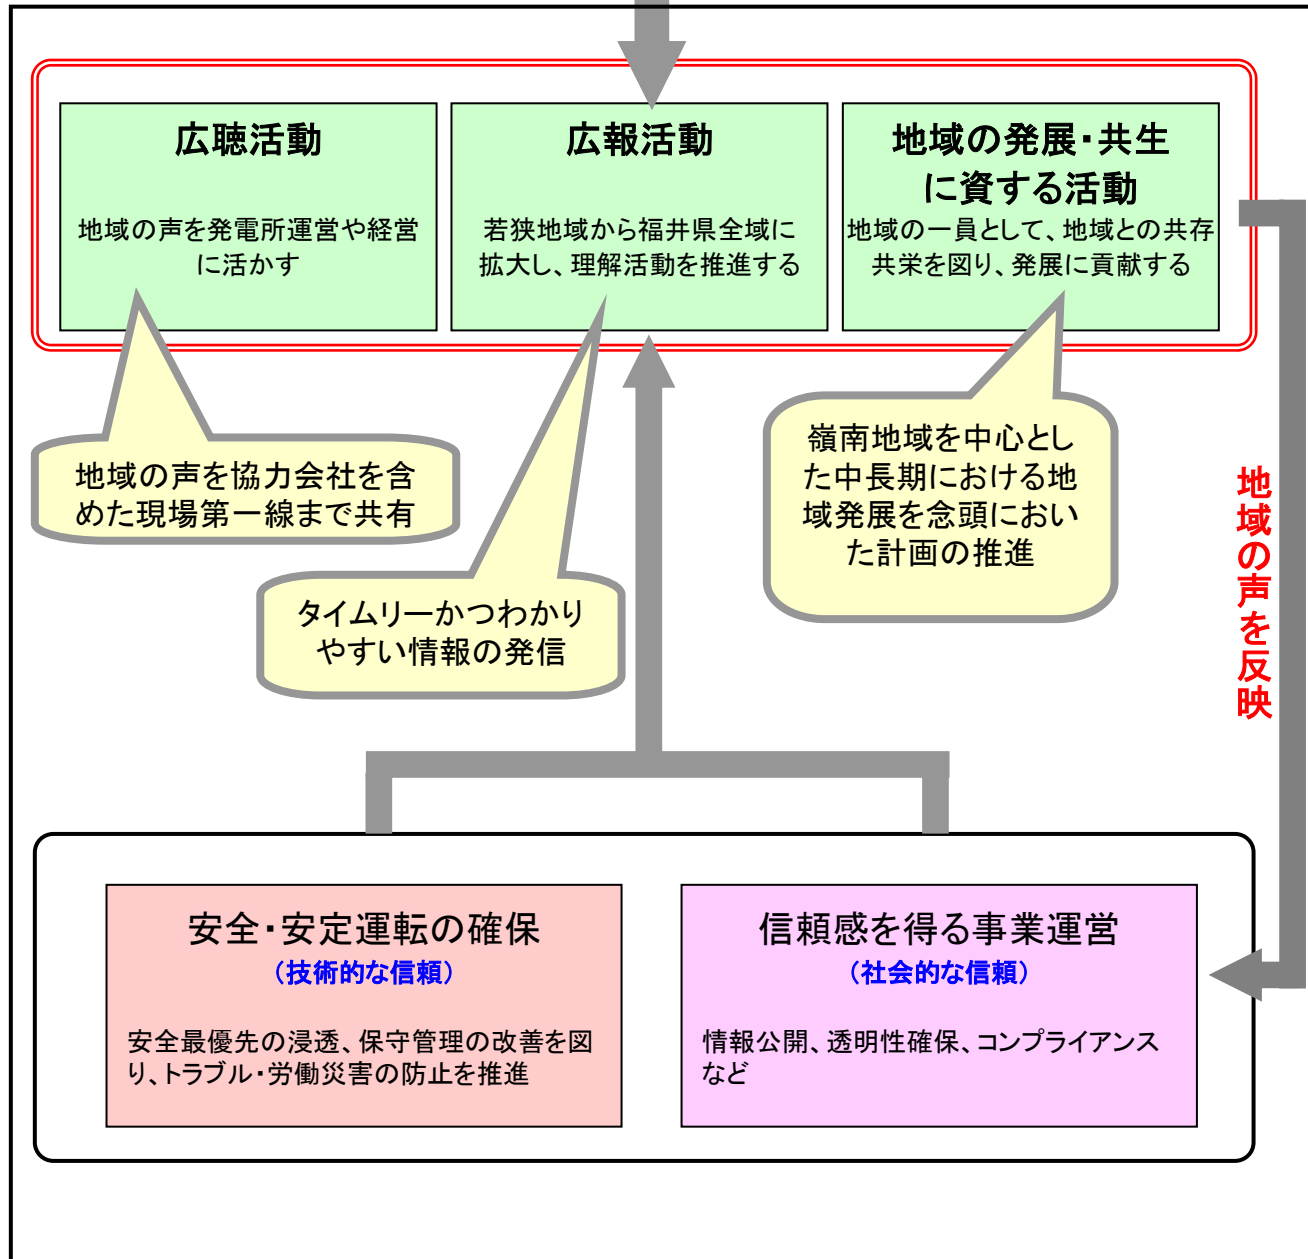 広聴活動
地域の声を発電所運営や経営
に活かす
広報活動
若狭地域から福井県全域に
拡大し、理解活動を推進する
地域の発展・共生
に資する活動
地域の一員として、地域との共存
共栄を図り、発展に貢献する
地域の声を協力会社を含
めた現場第一線まで共有
タイムリーかつわかり
やすい情報の発信
嶺南地域を中心とし
た中長期における地
域発展を念頭におい
た計画の推進
地域の声を反映
安全・安定運転の確保
（技術的な信頼）
安全最優先の浸透、保守管理の改善を図
り、トラブル・労働災害の防止を推進
信頼感を得る事業運営
（社会的な信頼）
情報公開、透明性確保、コンプライアンス
など